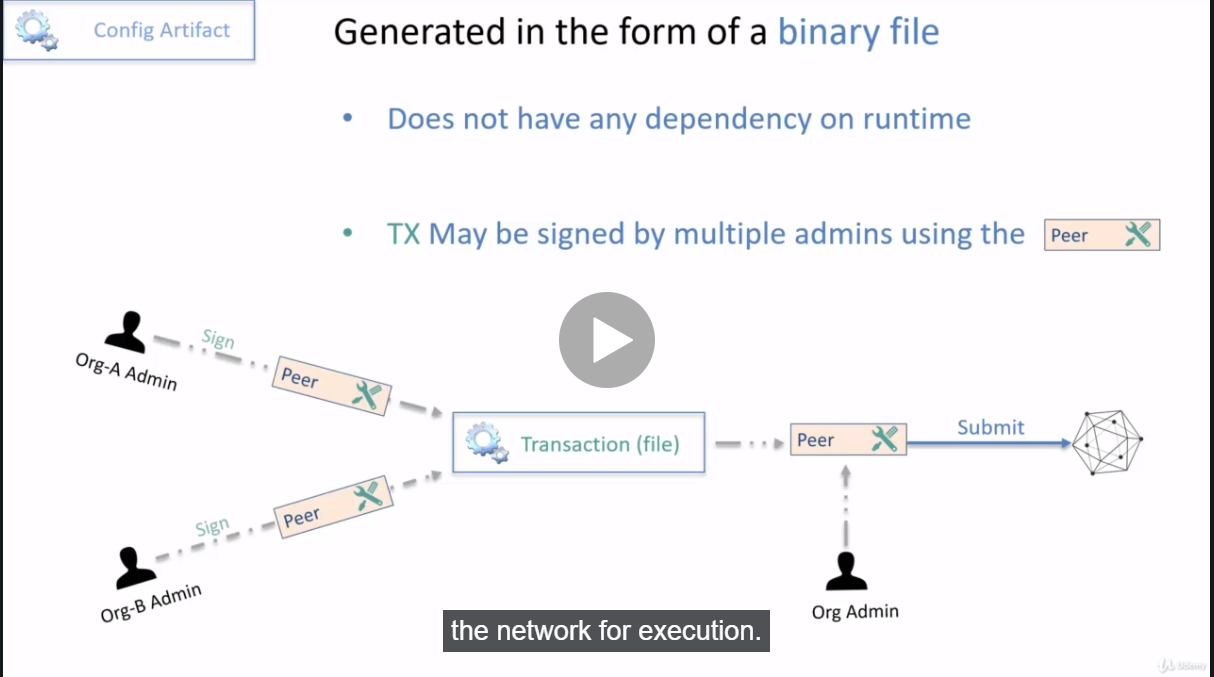 Config Artifact
Generated in the form of a binary file
• Does not have any dependency on runtime
• TX May be signed by multiple admins using the Peer
Sign
Org-A Admin
Peer
Transaction (file)
Peer
Submit
Sign
Peer
Org-B Admin
Org Admin
the network for execution.
Udemy